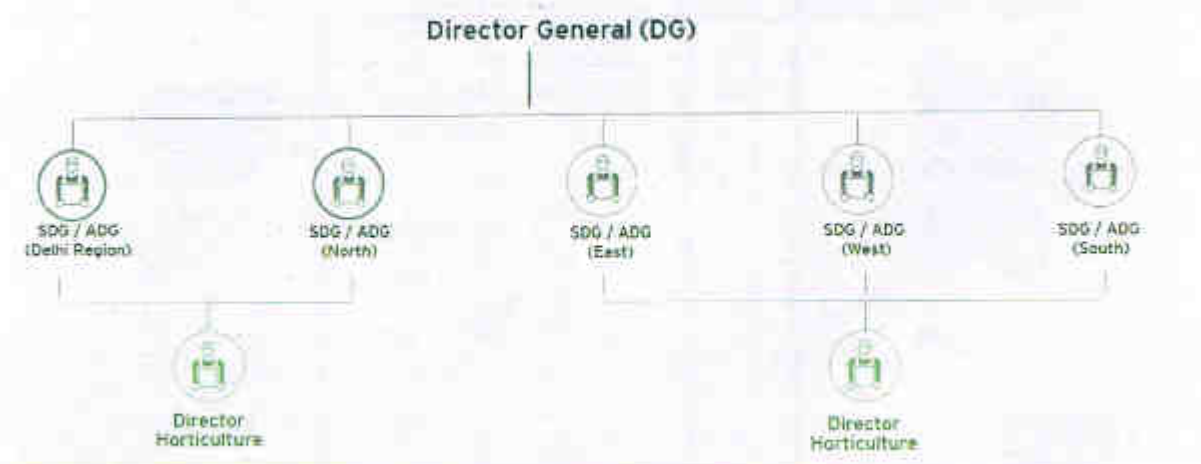 Director General (DG)
SDG / ADG
(Delhi Region)
SDG / ADG
(North)
SDG / ADG
(East)
SDG / ADG
(West)
SDG / ADG
(South)
Director
Horticulture
Director
Horticulture